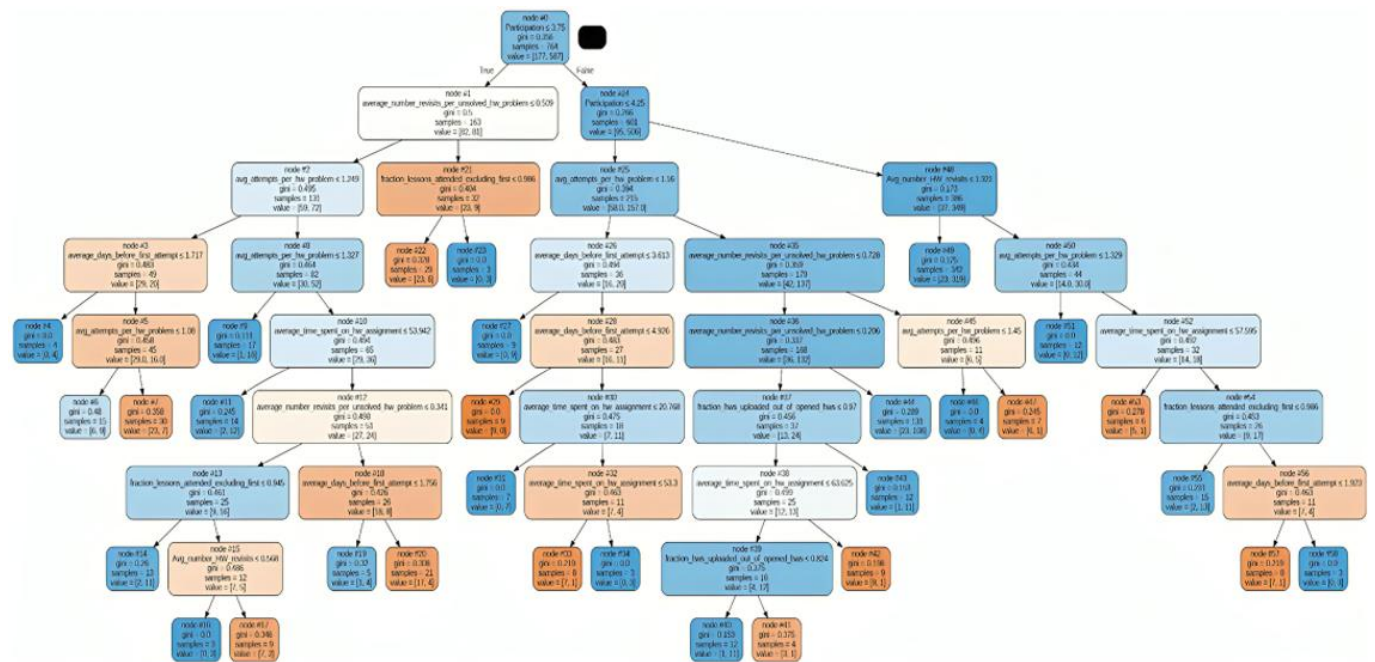 node #0
Participation ≤ 3.75
gini = 0.356
samples = 764
value = [177, 587]
True
False
node #1
average_number_revisits_per_unsolved_hw_problem ≤ 0.509
gini = 0.5
samples = 163
value = [82, 81]
node #24
Participation ≤ 4.25
gini = 0.266
samples = 601
value = [95, 506]
node #2
avg_attempts_per_hw_problem ≤ 1.249
gini = 0.495
samples = 131
value = [59, 72]
node #21
fraction_lessons_attended_excluding_first ≤ 0.986
gini = 0.404
samples = 32
value = [23, 9]
node #25
avg_attempts_per_hw_problem ≤ 1.16
gini = 0.394
samples = 215
value = [58.0, 157.0]
node #48
Avg_number_HW_revisits ≤ 1.323
gini = 0.173
samples = 386
value = [37, 349]
node #3
average_days_before_first_attempt ≤ 1.717
gini = 0.483
samples = 49
value = [29, 20]
node #8
avg_attempts_per_hw_problem ≤ 1.327
gini = 0.464
samples = 82
value = [30, 52]
node #22
gini = 0.328
samples = 29
value = [23, 6]
node #23
gini = 0.0
samples = 3
value = [0, 3]
node #26
average_days_before_first_attempt ≤ 3.613
gini = 0.494
samples = 36
value = [16, 20]
node #35
average_number_revisits_per_unsolved_hw_problem ≤ 0.728
gini = 0.359
samples = 179
value = [42, 137]
node #49
gini = 0.125
samples = 342
value = [23, 319]
node #50
avg_attempts_per_hw_problem ≤ 1.329
gini = 0.434
samples = 44
value = [14.0, 30.0]
node #4
gini = 0.0
samples = 4
value = [0, 4]
node #5
avg_attempts_per_hw_problem ≤ 1.08
gini = 0.458
samples = 45
value = [29.0, 16.0]
node #9
gini = 0.111
samples = 17
value = [1, 16]
node #10
average_time_spent_on_hw_assignment ≤ 53.942
gini = 0.494
samples = 65
value = [29, 36]
node #27
gini = 0.0
samples = 9
value = [0, 9]
node #28
average_days_before_first_attempt ≤ 4.926
gini = 0.483
samples = 27
value = [16, 11]
node #36
average_number_revisits_per_unsolved_hw_problem ≤ 0.206
gini = 0.337
samples = 168
value = [36, 132]
node #45
avg_attempts_per_hw_problem ≤ 1.45
gini = 0.496
samples = 11
value = [6, 5]
node #51
gini = 0.0
samples = 12
value = [0, 12]
node #52
average_time_spent_on_hw_assignment ≤ 57.595
gini = 0.492
samples = 32
value = [14, 18]
node #6
gini = 0.48
samples = 15
value = [6, 9]
node #7
gini = 0.358
samples = 30
value = [23, 7]
node #11
gini = 0.245
samples = 14
value = [2, 12]
node #12
average_number_revisits_per_unsolved_hw_problem ≤ 0.341
gini = 0.498
samples = 51
value = [27, 24]
node #29
gini = 0.0
samples = 9
value = [9, 0]
node #30
average_time_spent_on_hw_assignment ≤ 20.768
gini = 0.475
samples = 18
value = [7, 11]
node #37
fraction_hws_uploaded_out_of_opened_hws ≤ 0.97
gini = 0.456
samples = 37
value = [13, 24]
node #44
gini = 0.289
samples = 131
value = [23, 108]
node #46
gini = 0.0
samples = 4
value = [0, 4]
node #47
gini = 0.245
samples = 7
value = [6, 1]
node #53
gini = 0.278
samples = 6
value = [5, 1]
node #54
fraction_lessons_attended_excluding_first ≤ 0.986
gini = 0.453
samples = 26
value = [9, 17]
node #13
fraction_lessons_attended_excluding_first ≤ 0.945
gini = 0.461
samples = 25
value = [9, 16]
node #18
average_days_before_first_attempt ≤ 1.756
gini = 0.426
samples = 26
value = [18, 8]
node #31
gini = 0.0
samples = 7
value = [0, 7]
node #32
average_time_spent_on_hw_assignment ≤ 53.3
gini = 0.463
samples = 11
value = [7, 4]
node #38
average_time_spent_on_hw_assignment ≤ 63.625
gini = 0.499
samples = 25
value = [12, 13]
node #43
gini = 0.153
samples = 12
value = [1, 11]
node #55
gini = 0.231
samples = 15
value = [2, 13]
node #56
average_days_before_first_attempt ≤ 1.923
gini = 0.463
samples = 11
value = [7, 4]
node #14
gini = 0.26
samples = 13
value = [2, 11]
node #15
Avg_number_HW_revisits ≤ 0.568
gini = 0.486
samples = 12
value = [7, 5]
node #19
gini = 0.32
samples = 5
value = [1, 4]
node #20
gini = 0.308
samples = 21
value = [17, 4]
node #33
gini = 0.219
samples = 8
value = [7, 1]
node #34
gini = 0.0
samples = 3
value = [0, 3]
node #39
fraction_hws_uploaded_out_of_opened_hws ≤ 0.824
gini = 0.375
samples = 16
value = [4, 12]
node #42
samples = 9
value = [8, 1]
node #57
gini = 0.219
samples = 8
value = [7, 1]
node #58
gini = 0.0
samples = 3
value = [0, 3]
node #16
gini = 0.0
samples = 3
value = [0, 3]
node #17
gini = 0.346
samples = 9
value = [7, 2]
node #40
gini = 0.153
samples = 12
value = [1, 11]
node #41
gini = 0.375
samples = 4
value = [3, 1]